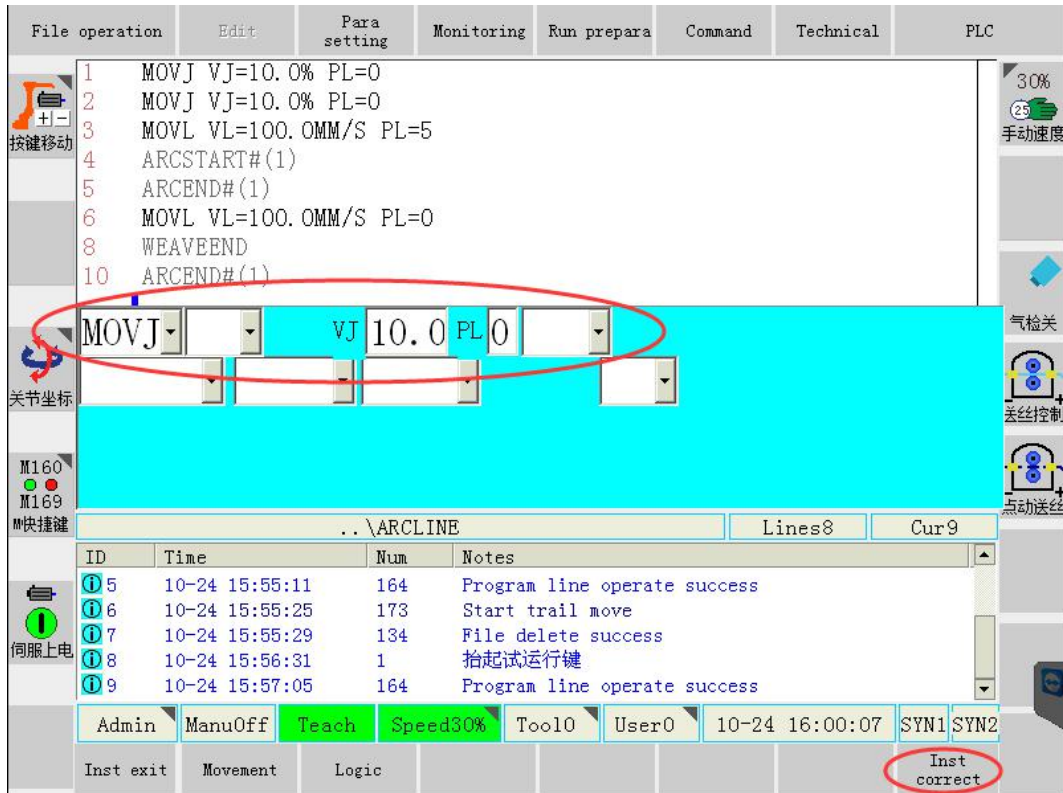 File operation Edit Para setting Monitoring Run prepara Command Technical PLC
1 MOVJ VJ=10.0% PL=0
2 MOVJ VJ=10.0% PL=0
3 MOVL VL=100.0MM/S PL=5
4 ARCSTART#(1)
5 ARCEND#(1)
6 MOVL VL=100.0MM/S PL=0
8 WEAVEEND
10 ARCEND#(1)
按键移动
关节坐标
M160
M169
M快捷键
伺服上电
30%
25
手动速度
气检关
送丝控制
点动送丝
MOVJ VJ 10.0 PL 0
..\ARCLINE Lines8 Cur9
ID Time Num Notes
5 10-24 15:55:11 164 Program line operate success
6 10-24 15:55:25 173 Start trail move
7 10-24 15:55:29 134 File delete success
8 10-24 15:56:31 1 抬起试运行键
9 10-24 15:57:05 164 Program line operate success
Admin ManuOff Teach Speed30% Tool0 User0 10-24 16:00:07 SYN1 SYN2
Inst exit Movement Logic Inst correct